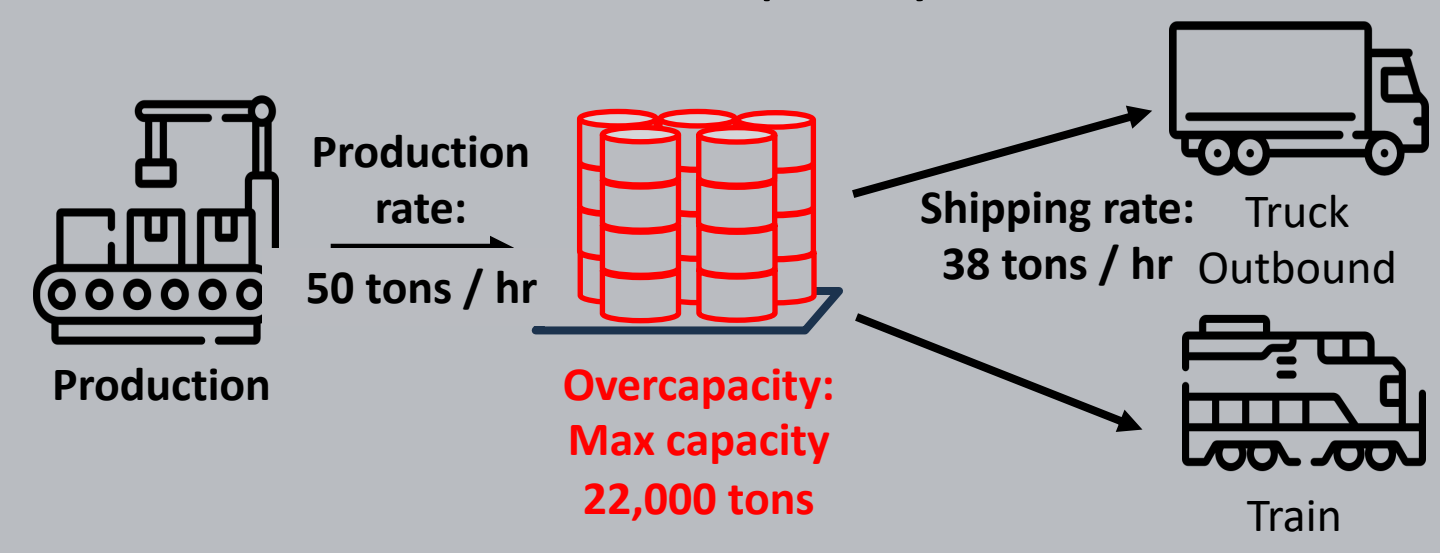 Production
rate:
50 tons / hr
Production
Overcapacity:
Max capacity
22,000 tons
Shipping rate:
38 tons / hr
Truck
Outbound
Train